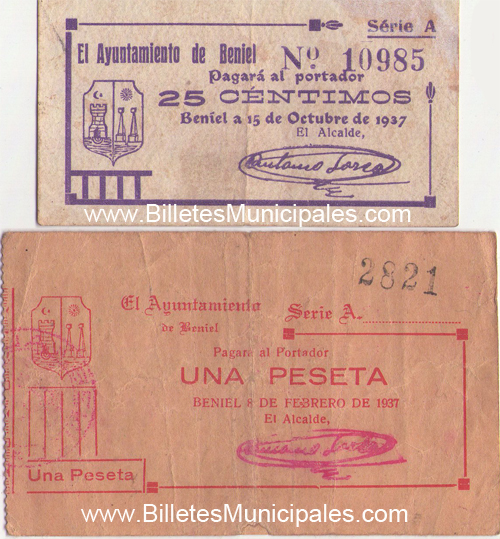 Série A
El Ayuntamiento de Beniel Nº 10985
Pagará al portador
25 CÉNTIMOS
Beniel a 15 de Octubre de 1937
El Alcalde,
www.BilletesMunicipales.com
2821
El Ayuntamiento Serie A.
de Beniel
Pagara al Portador
UNA PESETA
BENIEL 8 DE FEBRERO DE 1937
El Alcalde,
Una Peseta
www.BilletesMunicipales.com